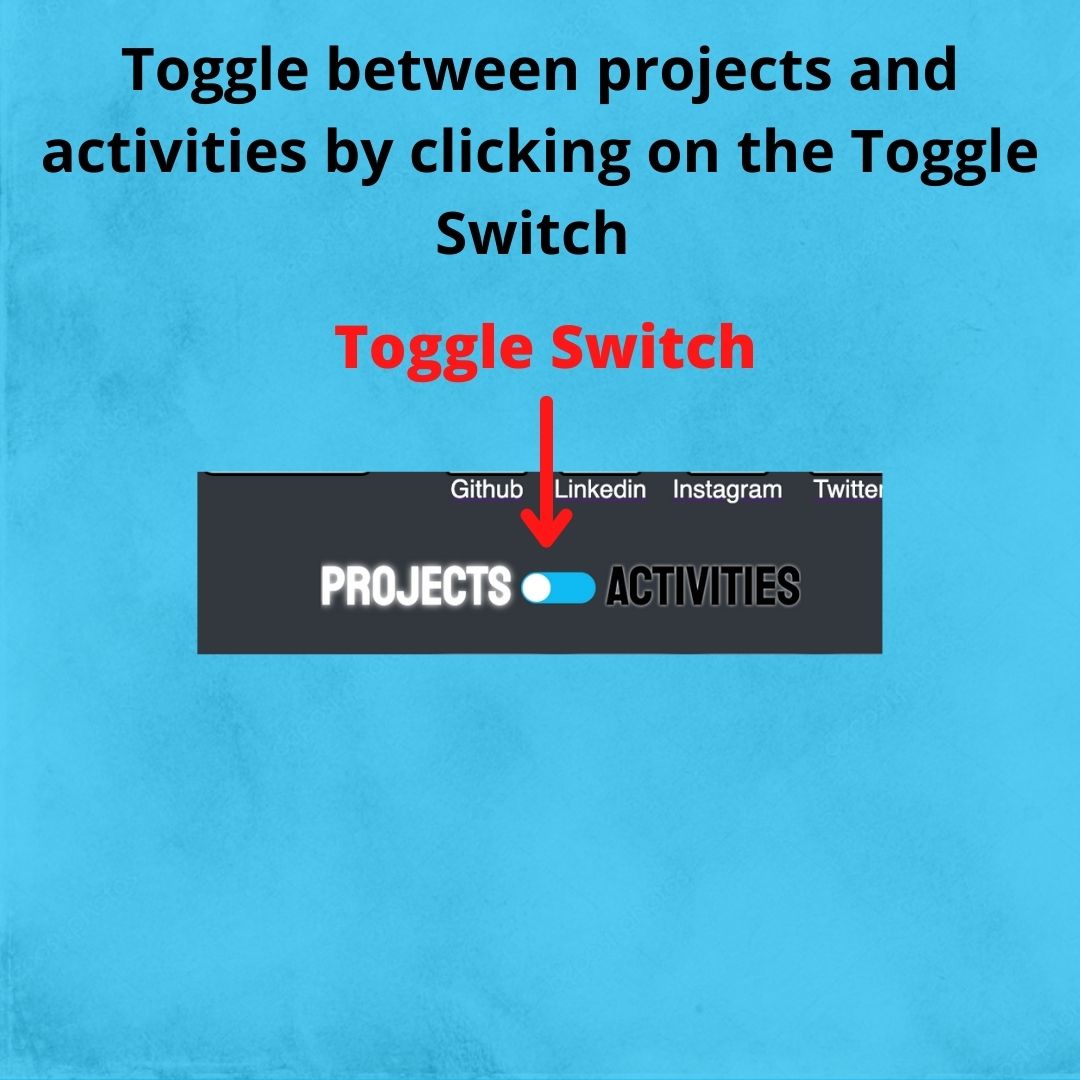 Toggle between projects and
activities by clicking on the Toggle
Switch
Toggle Switch
Github Linkedin Instagram Twitter
PROJECTS ACTIVITIES